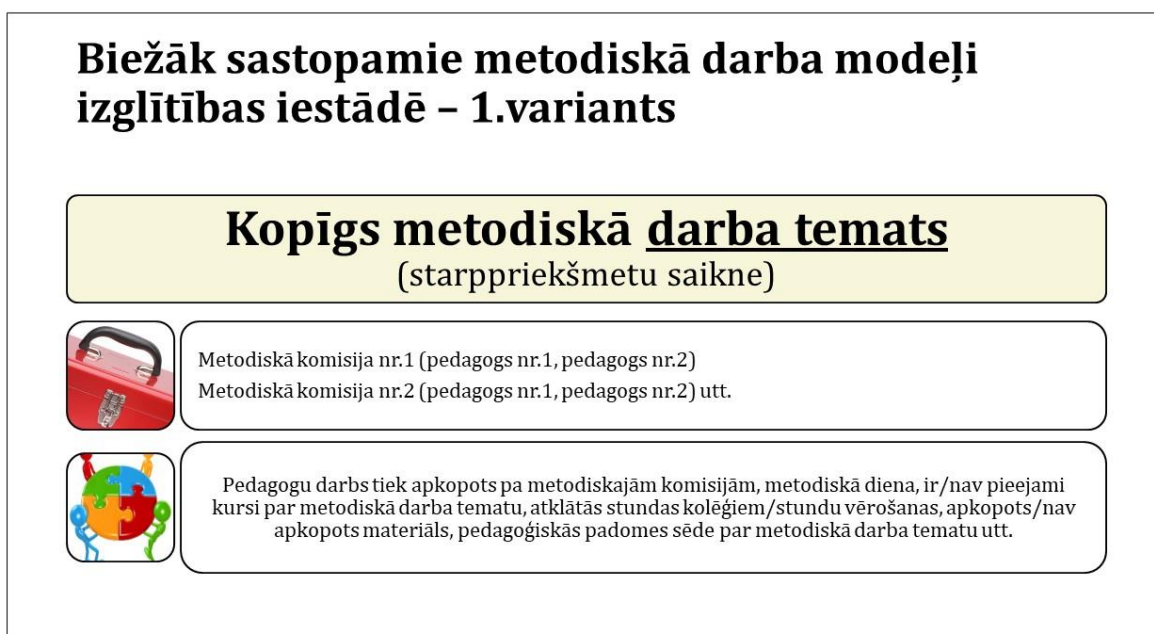 Biežāk sastopamie metodiskā darba modeļi
izglītības iestādē – 1.variants
Kopīgs metodiskā darba temats
(starppriekšmetu saikne)
Metodiskā komisija nr.1 (pedagogs nr.1, pedagogs nr.2)
Metodiskā komisija nr.2 (pedagogs nr.1, pedagogs nr.2) utt.
Pedagogu darbs tiek apkopots pa metodiskajām komisijām, metodiskā diena, ir/nav pieejami
kursi par metodiskā darba tematu, atklātās stundas kolēģiem/stundu vērošanas, apkopots/nav
apkopots materiāls, pedagoģiskās padomes sēde par metodiskā darba tematu utt.